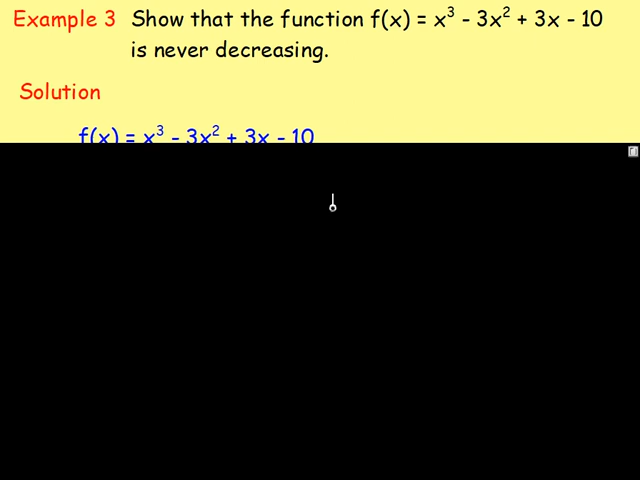 Example 3 Show that the function f(x) = x³ - 3x² + 3x - 10
is never decreasing.
Solution
f(x) = x³ - 3x² + 3x - 10